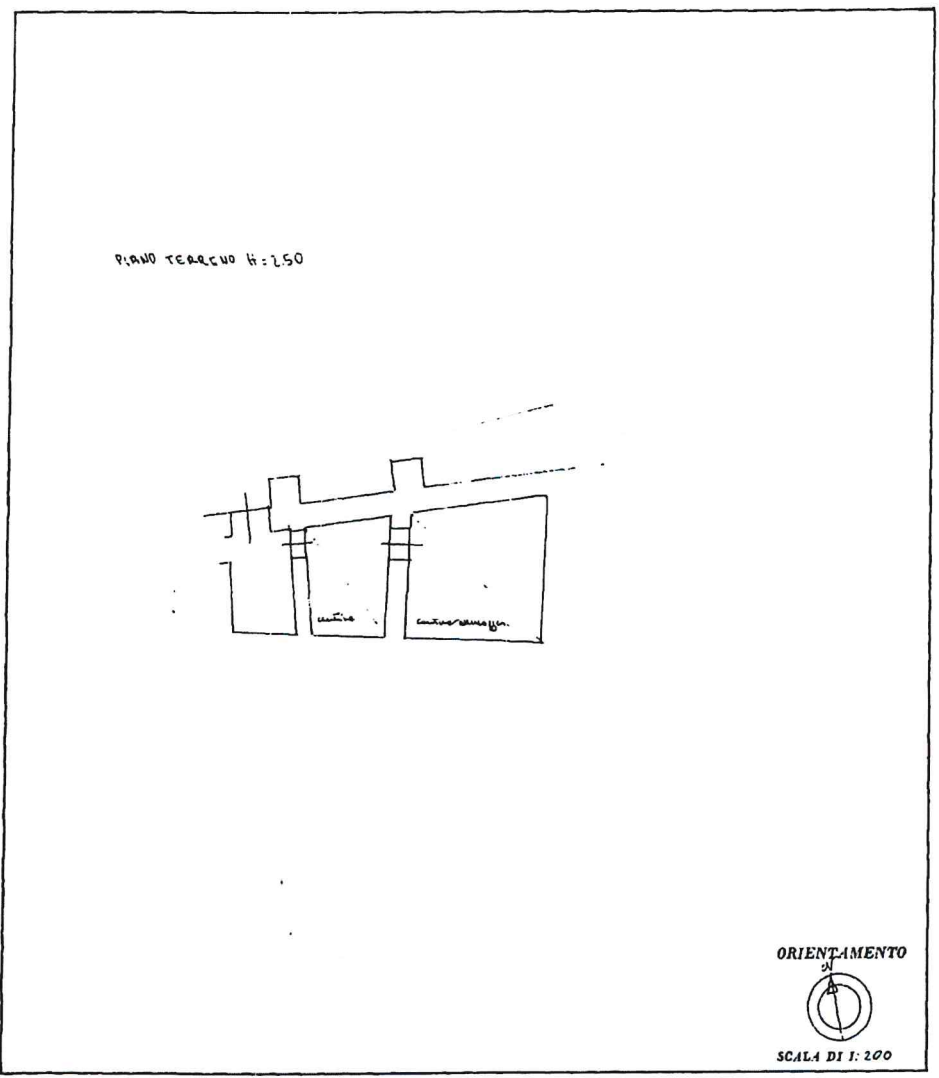 PIANO TERRENO H=2.50
cantina
ORIENTAMENTO
N
SCALA DI 1:200